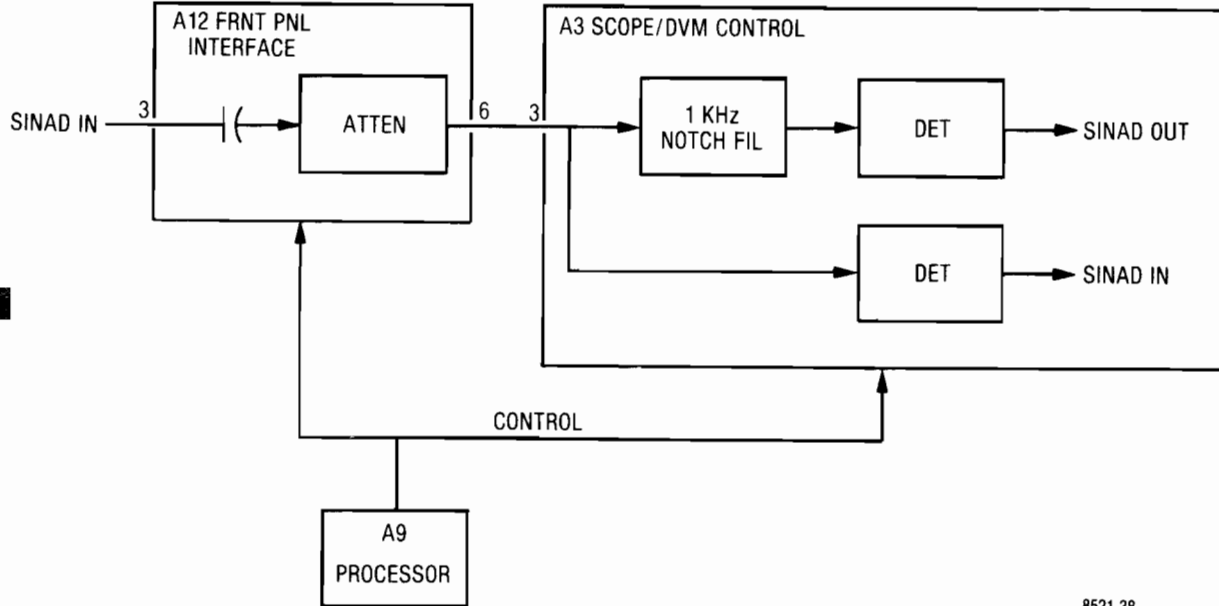 A12 FRNT PNL
INTERFACE
A3 SCOPE/DVM CONTROL
SINAD IN
3
ATTEN
6
3
1 KHz
NOTCH FIL
DET
SINAD OUT
DET
SINAD IN
CONTROL
A9
PROCESSOR